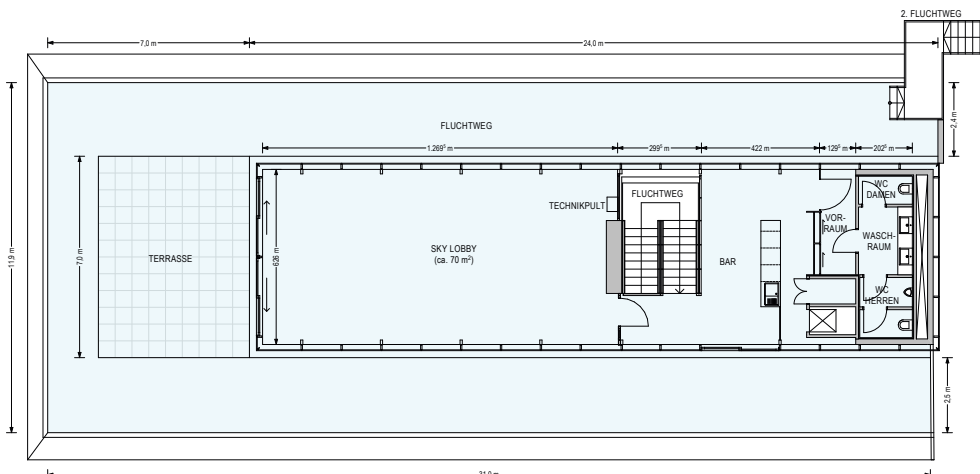 2. FLUCHTWEG
7,0 m
24,0 m
FLUCHTWEG
2,4 m
11,9 m
1.269⁵ m
299⁵ m
422 m
129⁵ m
202⁵ m
WC
DAMEN
TECHNIKPULT
FLUCHTWEG
VOR-
RAUM
WASCH-
RAUM
SKY LOBBY
(ca. 70 m²)
BAR
TERRASSE
7,0 m
626 m
WC
HERREN
2,5 m
31,0 m